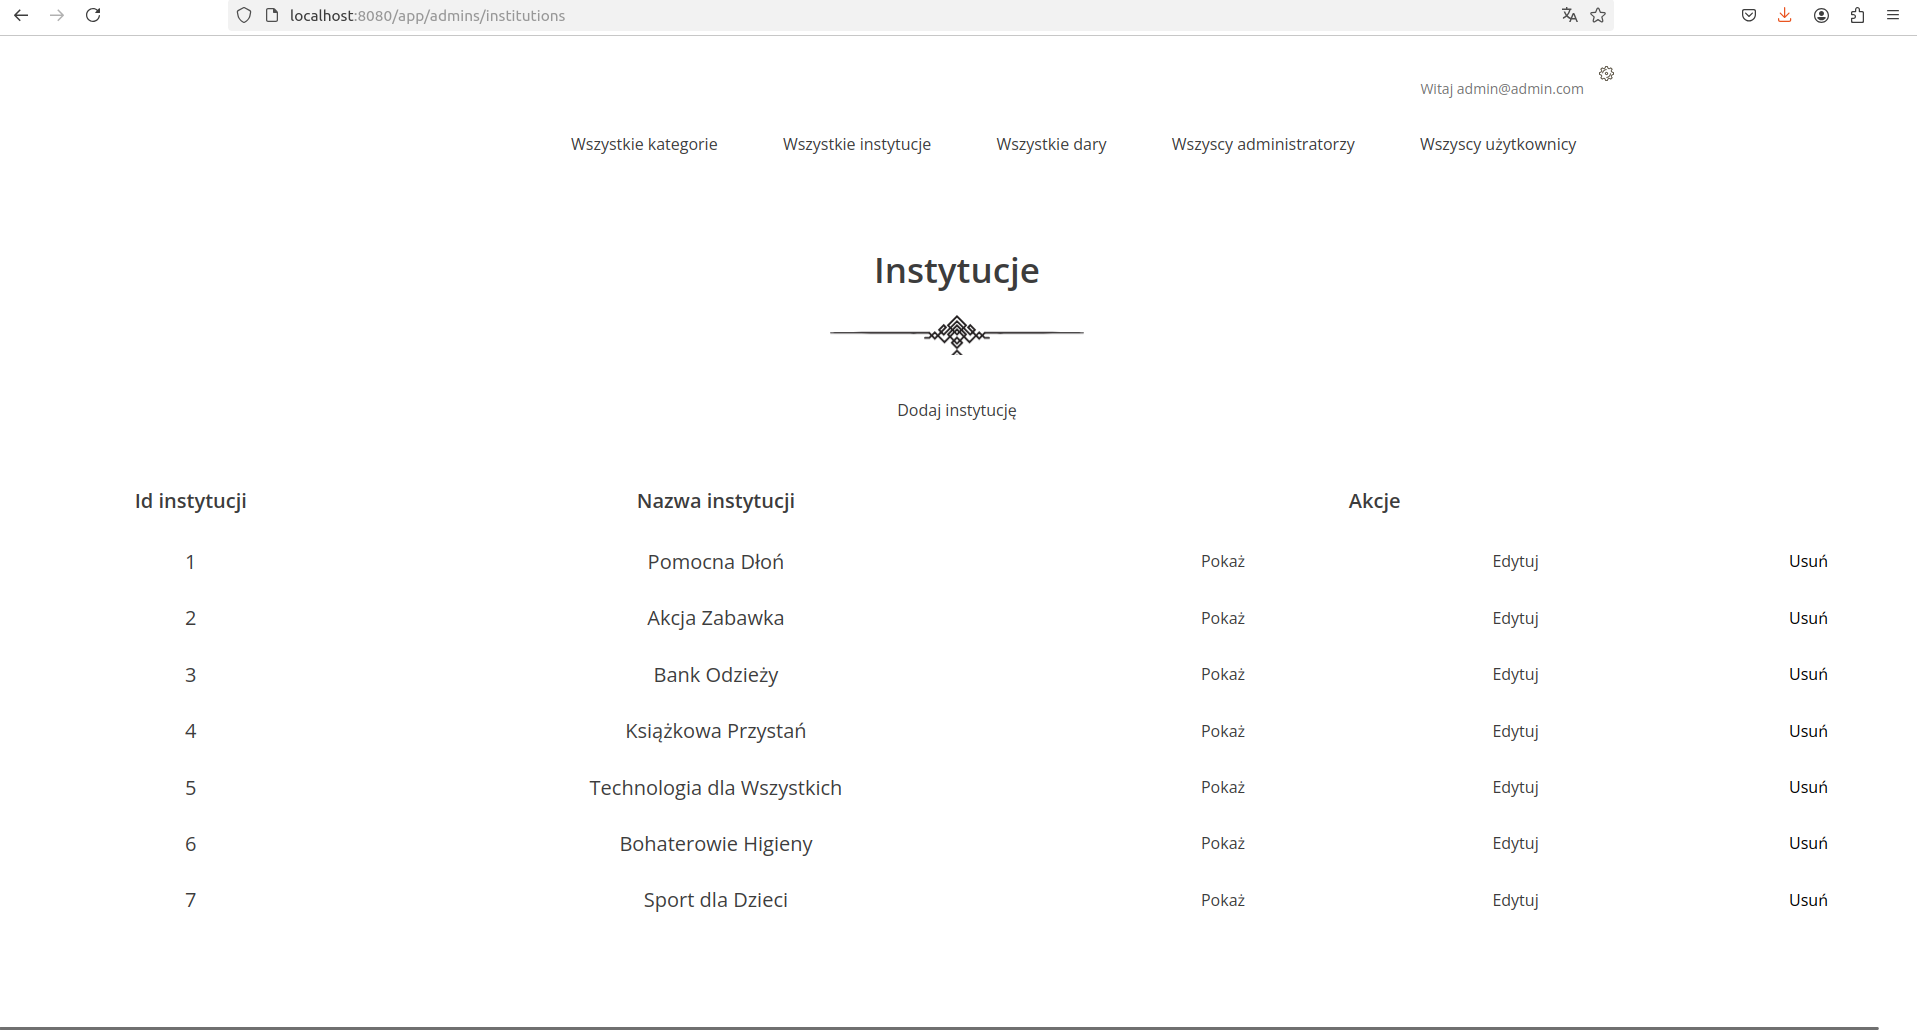 localhost:8080/app/admins/institutions
Witaj admin@admin.com
Wszystkie kategorie Wszystkie instytucje Wszystkie dary Wszyscy administratorzy Wszyscy użytkownicy
Instytucje
Dodaj instytucję
Id instytucji Nazwa instytucji Akcje
1 Pomocna Dłoń Pokaż Edytuj Usuń
2 Akcja Zabawka Pokaż Edytuj Usuń
3 Bank Odzieży Pokaż Edytuj Usuń
4 Książkowa Przystań Pokaż Edytuj Usuń
5 Technologia dla Wszystkich Pokaż Edytuj Usuń
6 Bohaterowie Higieny Pokaż Edytuj Usuń
7 Sport dla Dzieci Pokaż Edytuj Usuń